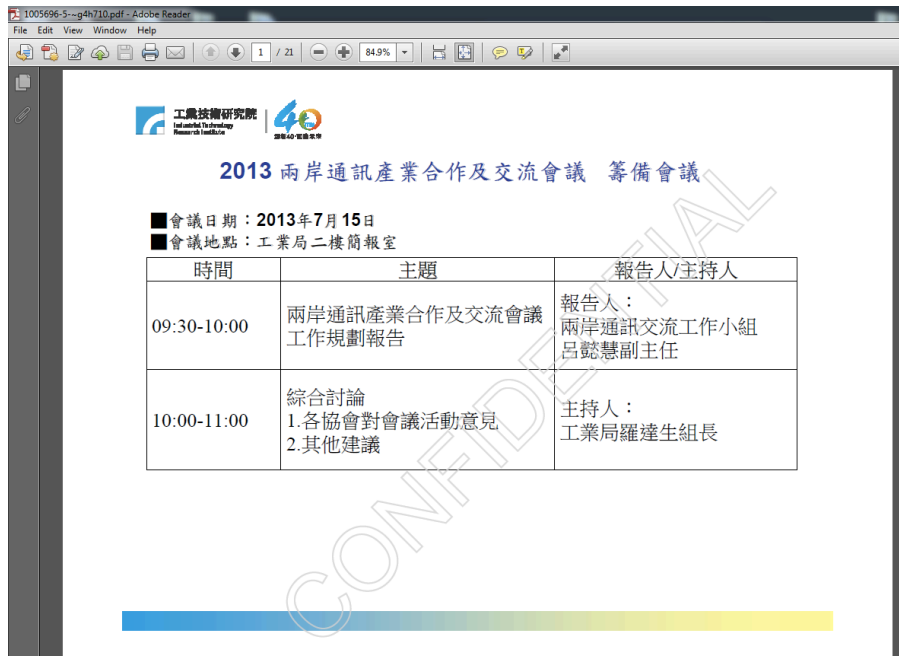 1005696-5-~g4h710.pdf - Adobe Reader
File Edit View Window Help
1 / 21 84.9%
工業技術研究院
Industrial Technology
Research Institute
40
2013 兩岸通訊產業合作及交流會議 籌備會議
■會議日期：2013年7月15日
■會議地點：工業局二樓簡報室
時間 主題 報告人/主持人
09:30-10:00
兩岸通訊產業合作及交流會議
工作規劃報告
報告人：
兩岸通訊交流工作小組
呂懿慧副主任
10:00-11:00
綜合討論
1.各協會對會議活動意見
2.其他建議
主持人：
工業局羅達生組長
CONFIDENTIAL